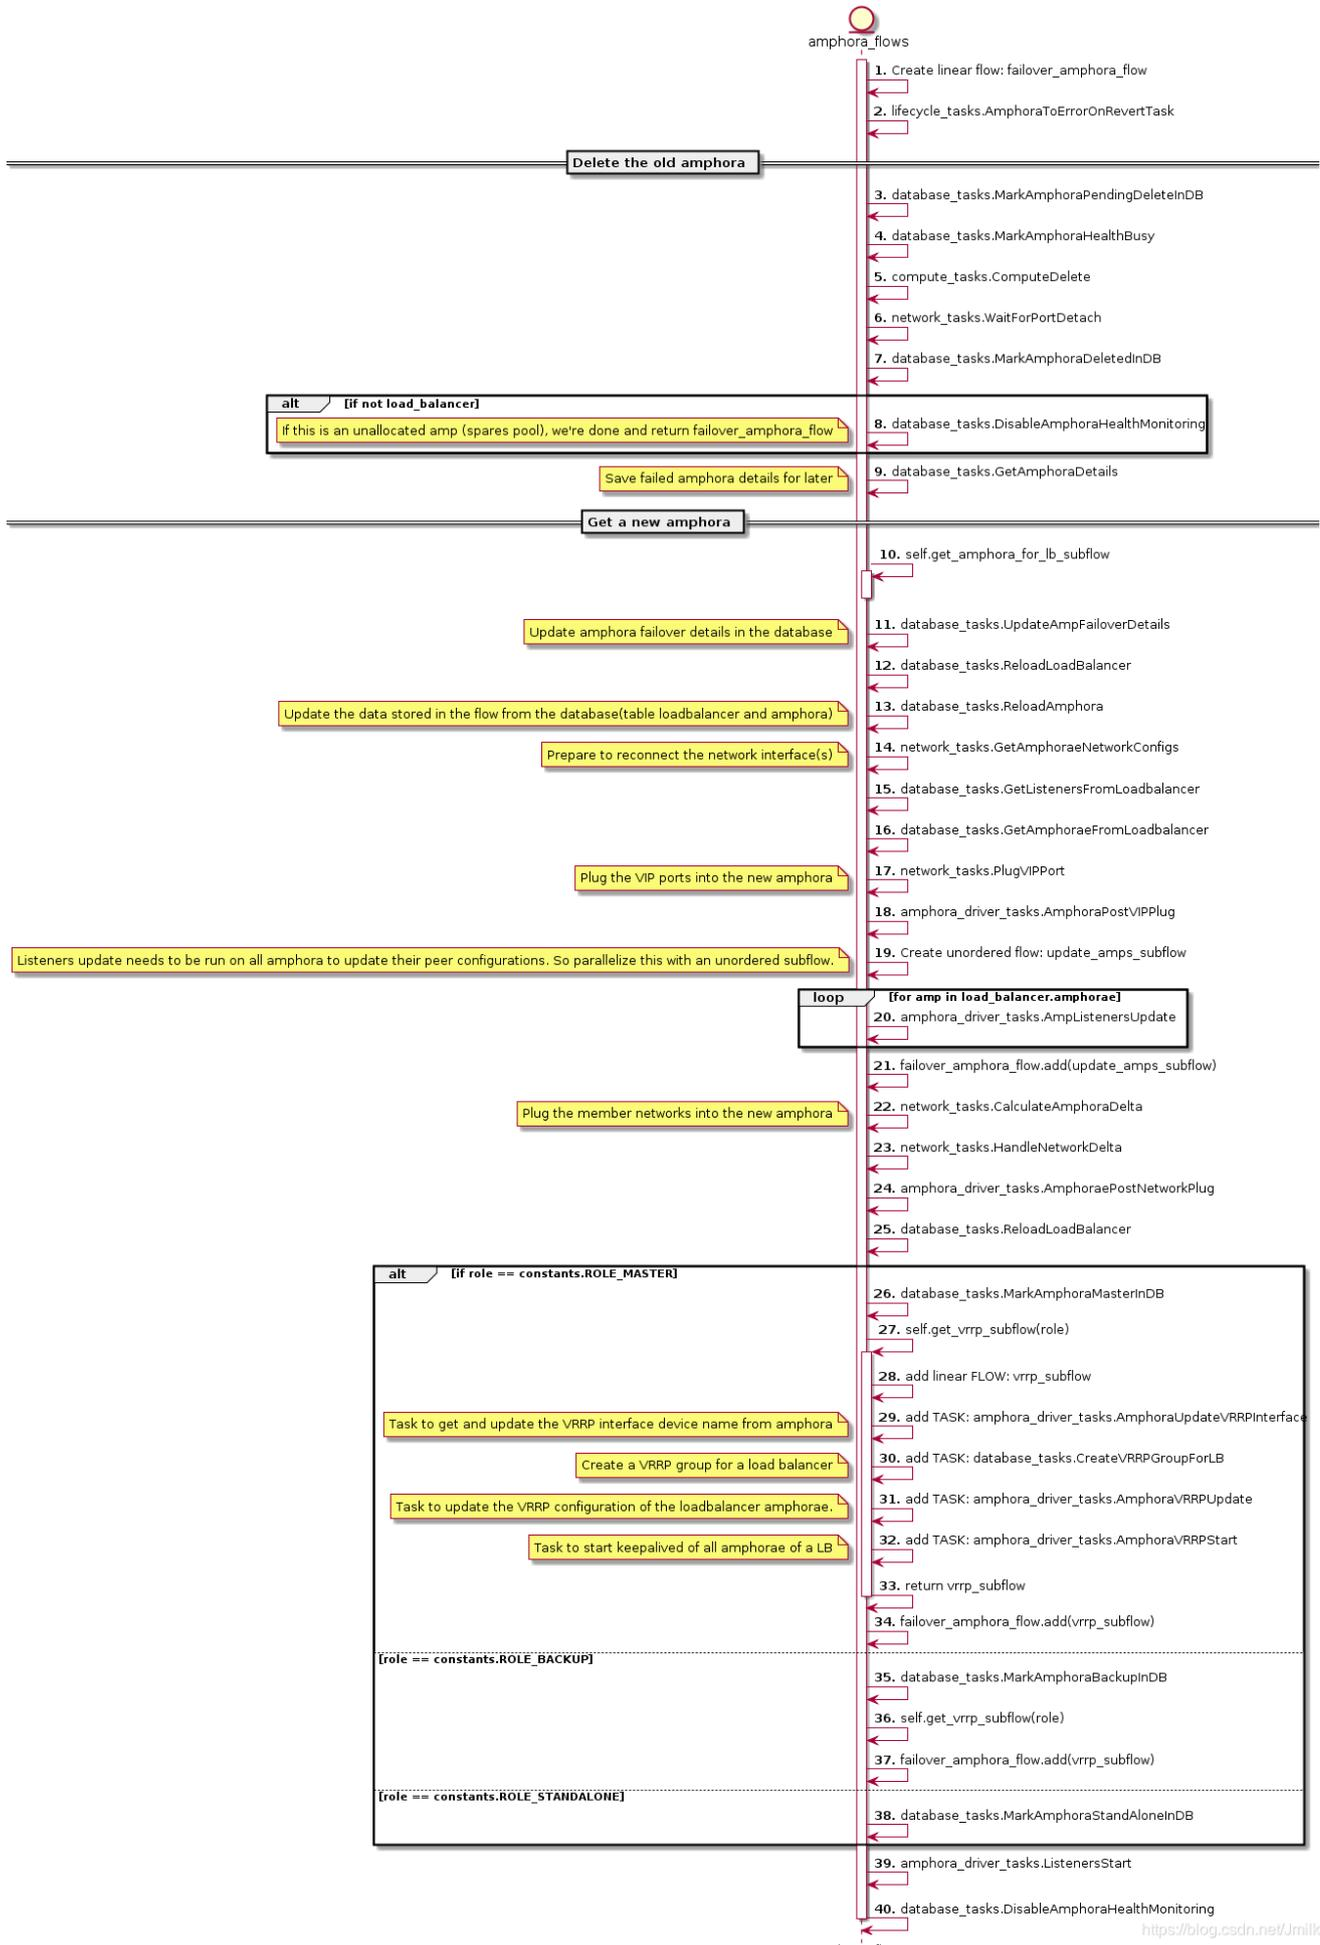 amphora_flows
1. Create linear flow: failover_amphora_flow
2. lifecycle_tasks.AmphoraToErrorOnRevertTask
Delete the old amphora
3. database_tasks.MarkAmphoraPendingDeleteInDB
4. database_tasks.MarkAmphoraHealthBusy
5. compute_tasks.ComputeDelete
6. network_tasks.WaitForPortDetach
7. database_tasks.MarkAmphoraDeletedInDB
alt [if not load_balancer]
If this is an unallocated amp (spares pool), we're done and return failover_amphora_flow
8. database_tasks.DisableAmphoraHealthMonitoring
Save failed amphora details for later
9. database_tasks.GetAmphoraDetails
Get a new amphora
10. self.get_amphora_for_lb_subflow
Update amphora failover details in the database
11. database_tasks.UpdateAmpFailoverDetails
12. database_tasks.ReloadLoadBalancer
Update the data stored in the flow from the database(table loadbalancer and amphora)
13. database_tasks.ReloadAmphora
Prepare to reconnect the network interface(s)
14. network_tasks.GetAmphoraeNetworkConfigs
15. database_tasks.GetListenersFromLoadbalancer
16. database_tasks.GetAmphoraeFromLoadbalancer
Plug the VIP ports into the new amphora
17. network_tasks.PlugVIPPort
18. amphora_driver_tasks.AmphoraPostVIPPlug
Listeners update needs to be run on all amphora to update their peer configurations. So parallelize this with an unordered subflow.
19. Create unordered flow: update_amps_subflow
loop [for amp in load_balancer.amphorae]
20. amphora_driver_tasks.AmpListenersUpdate
21. failover_amphora_flow.add(update_amps_subflow)
Plug the member networks into the new amphora
22. network_tasks.CalculateAmphoraDelta
23. network_tasks.HandleNetworkDelta
24. amphora_driver_tasks.AmphoraePostNetworkPlug
25. database_tasks.ReloadLoadBalancer
alt [if role == constants.ROLE_MASTER]
26. database_tasks.MarkAmphoraMasterInDB
27. self.get_vrrp_subflow(role)
28. add linear FLOW: vrrp_subflow
Task to get and update the VRRP interface device name from amphora
29. add TASK: amphora_driver_tasks.AmphoraUpdateVRRPInterface
Create a VRRP group for a load balancer
30. add TASK: database_tasks.CreateVRRPGroupForLB
Task to update the VRRP configuration of the loadbalancer amphorae.
31. add TASK: amphora_driver_tasks.AmphoraVRRPUpdate
Task to start keepalived of all amphorae of a LB
32. add TASK: amphora_driver_tasks.AmphoraVRRPStart
33. return vrrp_subflow
34. failover_amphora_flow.add(vrrp_subflow)
[role == constants.ROLE_BACKUP]
35. database_tasks.MarkAmphoraBackupInDB
36. self.get_vrrp_subflow(role)
37. failover_amphora_flow.add(vrrp_subflow)
[role == constants.ROLE_STANDALONE]
38. database_tasks.MarkAmphoraStandAloneInDB
39. amphora_driver_tasks.ListenersStart
40. database_tasks.DisableAmphoraHealthMonitoring
https://blog.csdn.net/Jmilk